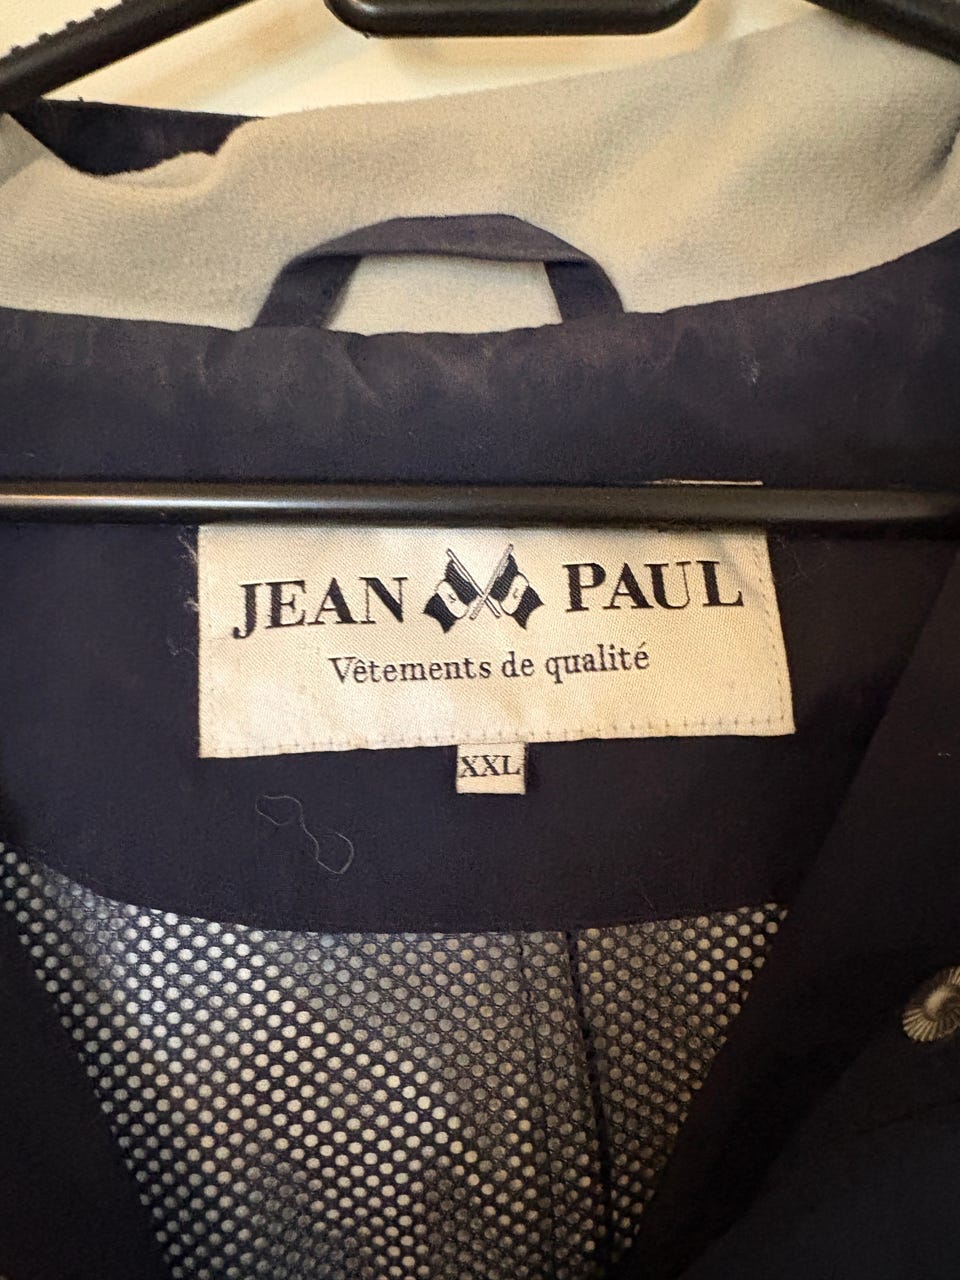 JEAN PAUL
Vêtements de qualité
XXL